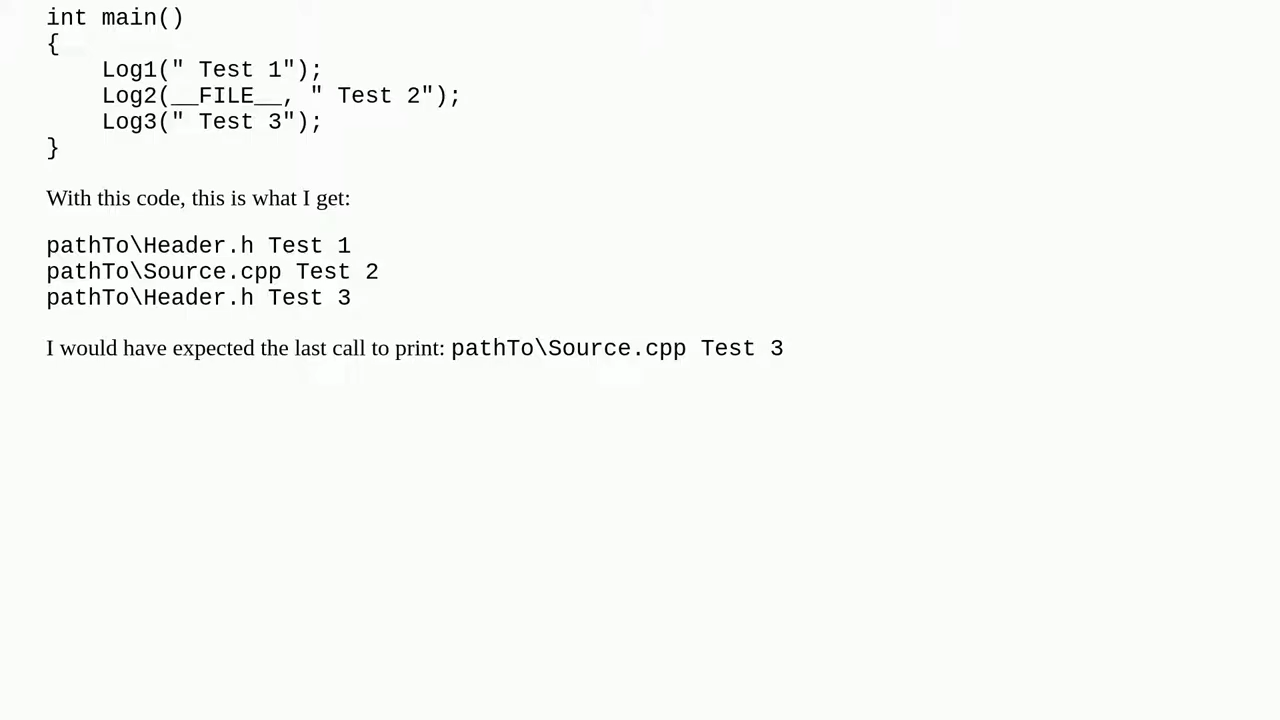 int main()
{
    Log1(" Test 1");
    Log2(__FILE__, " Test 2");
    Log3(" Test 3");
}
With this code, this is what I get:
pathTo\Header.h Test 1
pathTo\Source.cpp Test 2
pathTo\Header.h Test 3
I would have expected the last call to print: pathTo\Source.cpp Test 3